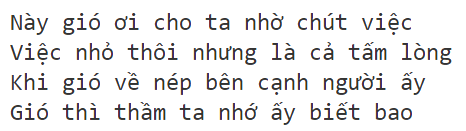 Này gió ơi cho ta nhờ chút việc
Việc nhỏ thôi nhưng là cả tấm lòng
Khi gió về nép bên cạnh người ấy
Gió thì thầm ta nhớ ấy biết bao